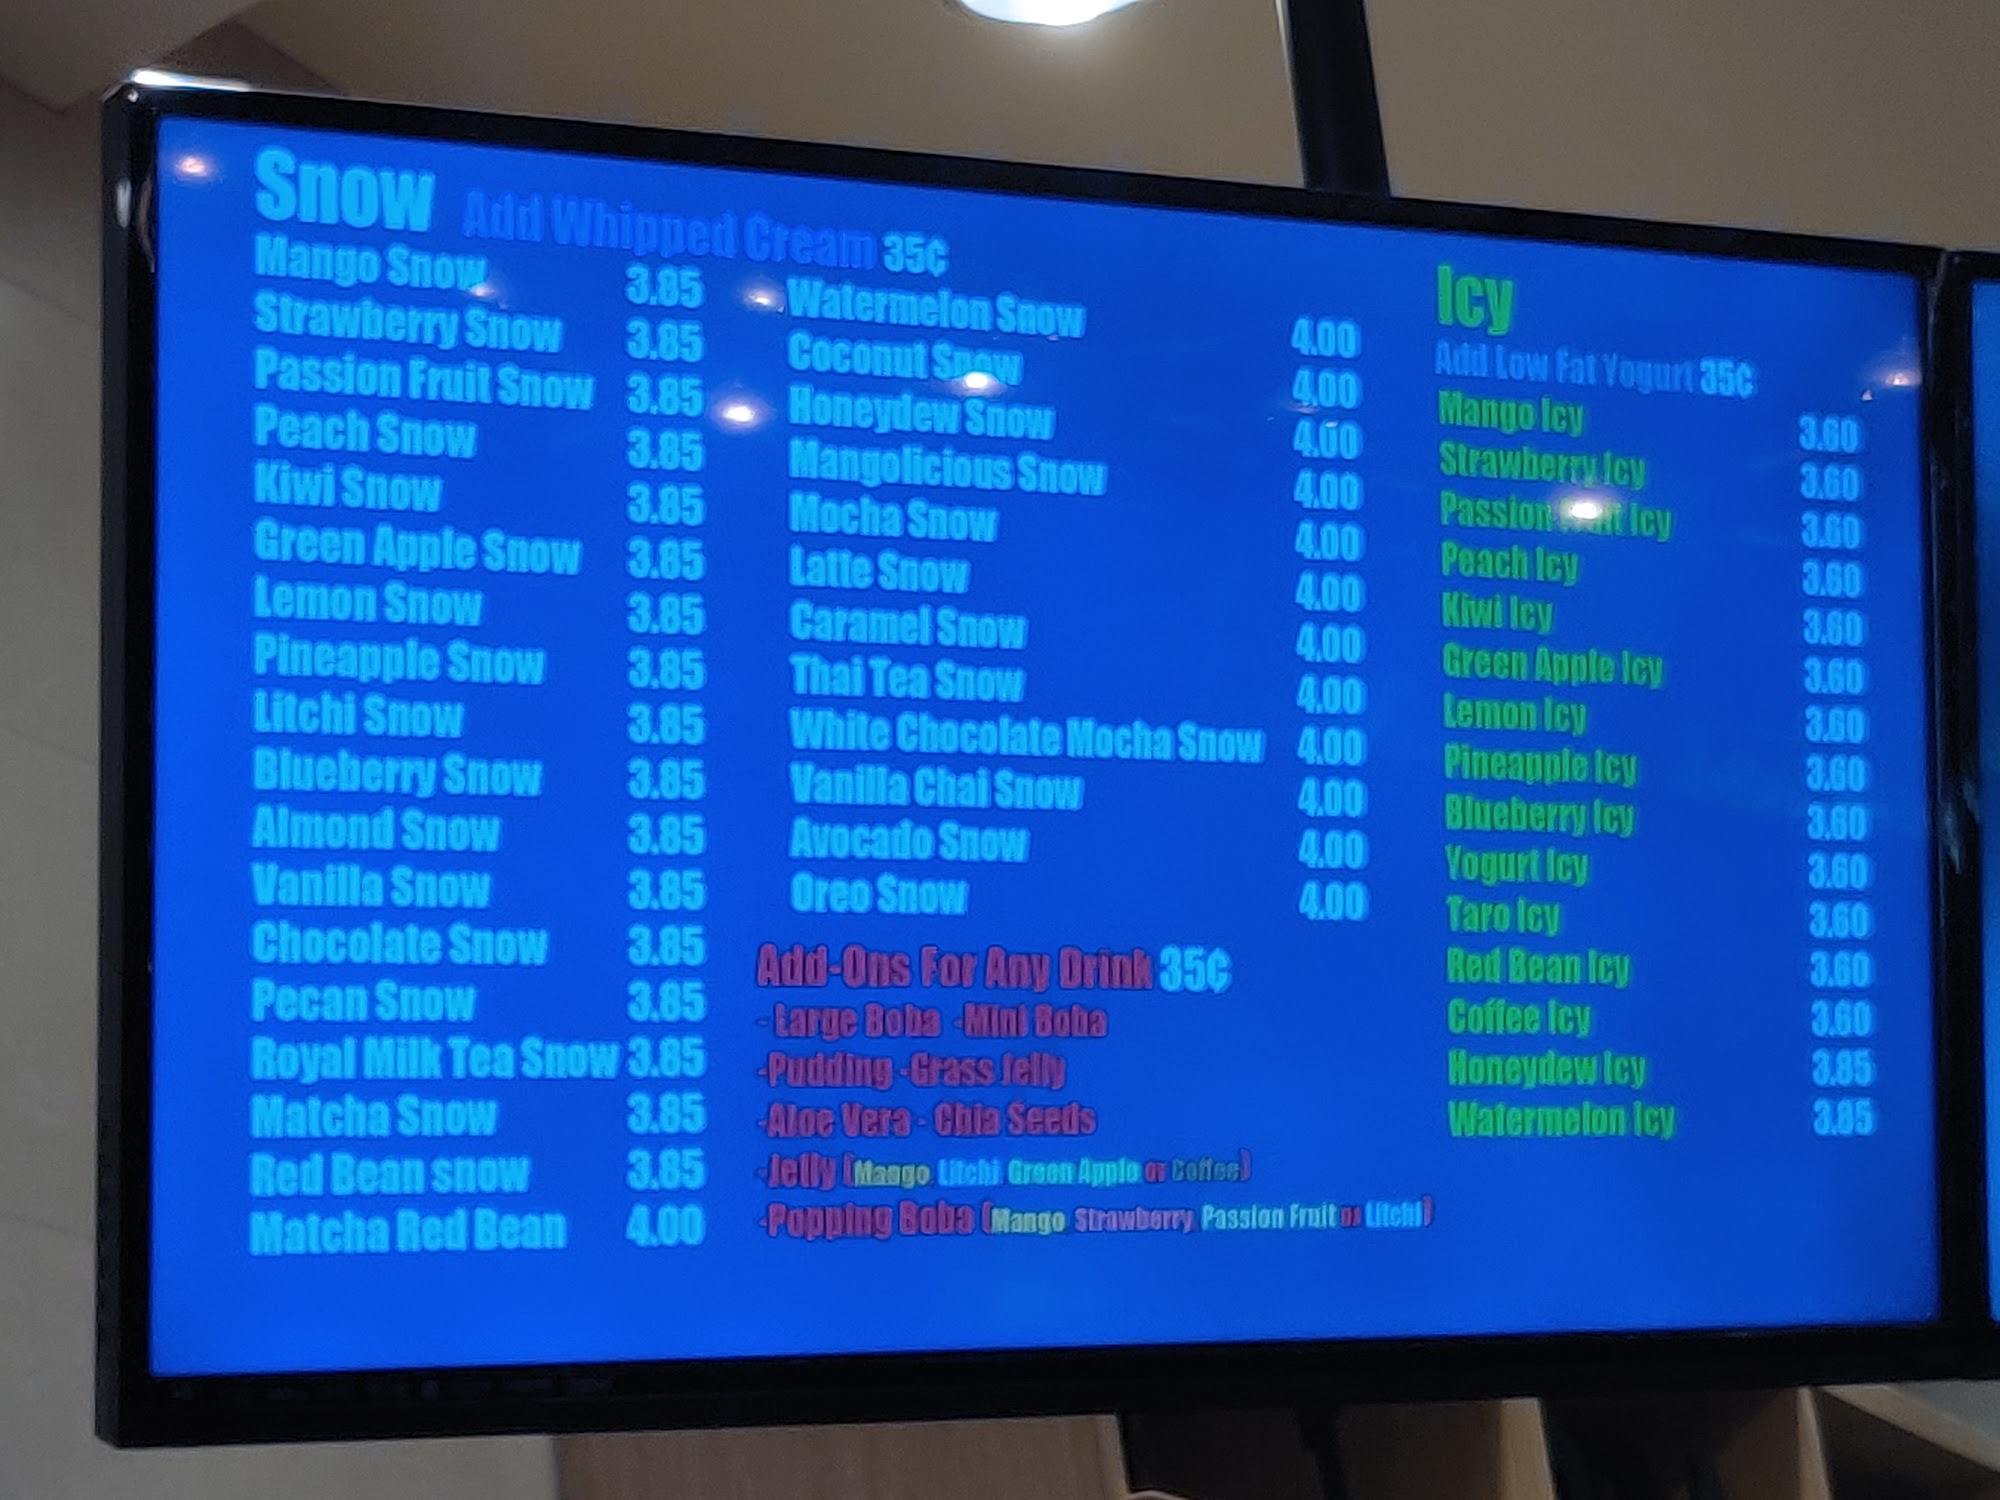 Snow Add Whipped Cream 35¢
Mango Snow 3.85
Strawberry Snow 3.85
Passion Fruit Snow 3.85
Peach Snow 3.85
Kiwi Snow 3.85
Green Apple Snow 3.85
Lemon Snow 3.85
Pineapple Snow 3.85
Litchi Snow 3.85
Blueberry Snow 3.85
Almond Snow 3.85
Vanilla Snow 3.85
Chocolate Snow 3.85
Pecan Snow 3.85
Royal Milk Tea Snow 3.85
Matcha Snow 3.85
Red Bean snow 3.85
Matcha Red Bean 4.00
Watermelon Snow 4.00
Coconut Snow 4.00
Honeydew Snow 4.00
Mangolicious Snow 4.00
Mocha Snow 4.00
Latte Snow 4.00
Caramel Snow 4.00
Thai Tea Snow 4.00
White Chocolate Mocha Snow 4.00
Vanilla Chai Snow 4.00
Avocado Snow 4.00
Oreo Snow 4.00
Add-Ons For Any Drink 35¢
- Large Boba -Mini Boba
-Pudding -Grass Jelly
-Aloe Vera - Chia Seeds
-Jelly (Mango Litchi Green Apple or Coffee)
-Popping Boba (Mango Strawberry Passion Fruit or Litchi)
Icy
Add Low Fat Yogurt 35¢
Mango Icy 3.60
Strawberry Icy 3.60
Passion Fruit Icy 3.60
Peach Icy 3.60
Kiwi Icy 3.60
Green Apple Icy 3.60
Lemon Icy 3.60
Pineapple Icy 3.60
Blueberry Icy 3.60
Yogurt Icy 3.60
Taro Icy 3.60
Red Bean Icy 3.60
Coffee Icy 3.60
Honeydew Icy 3.85
Watermelon Icy 3.85